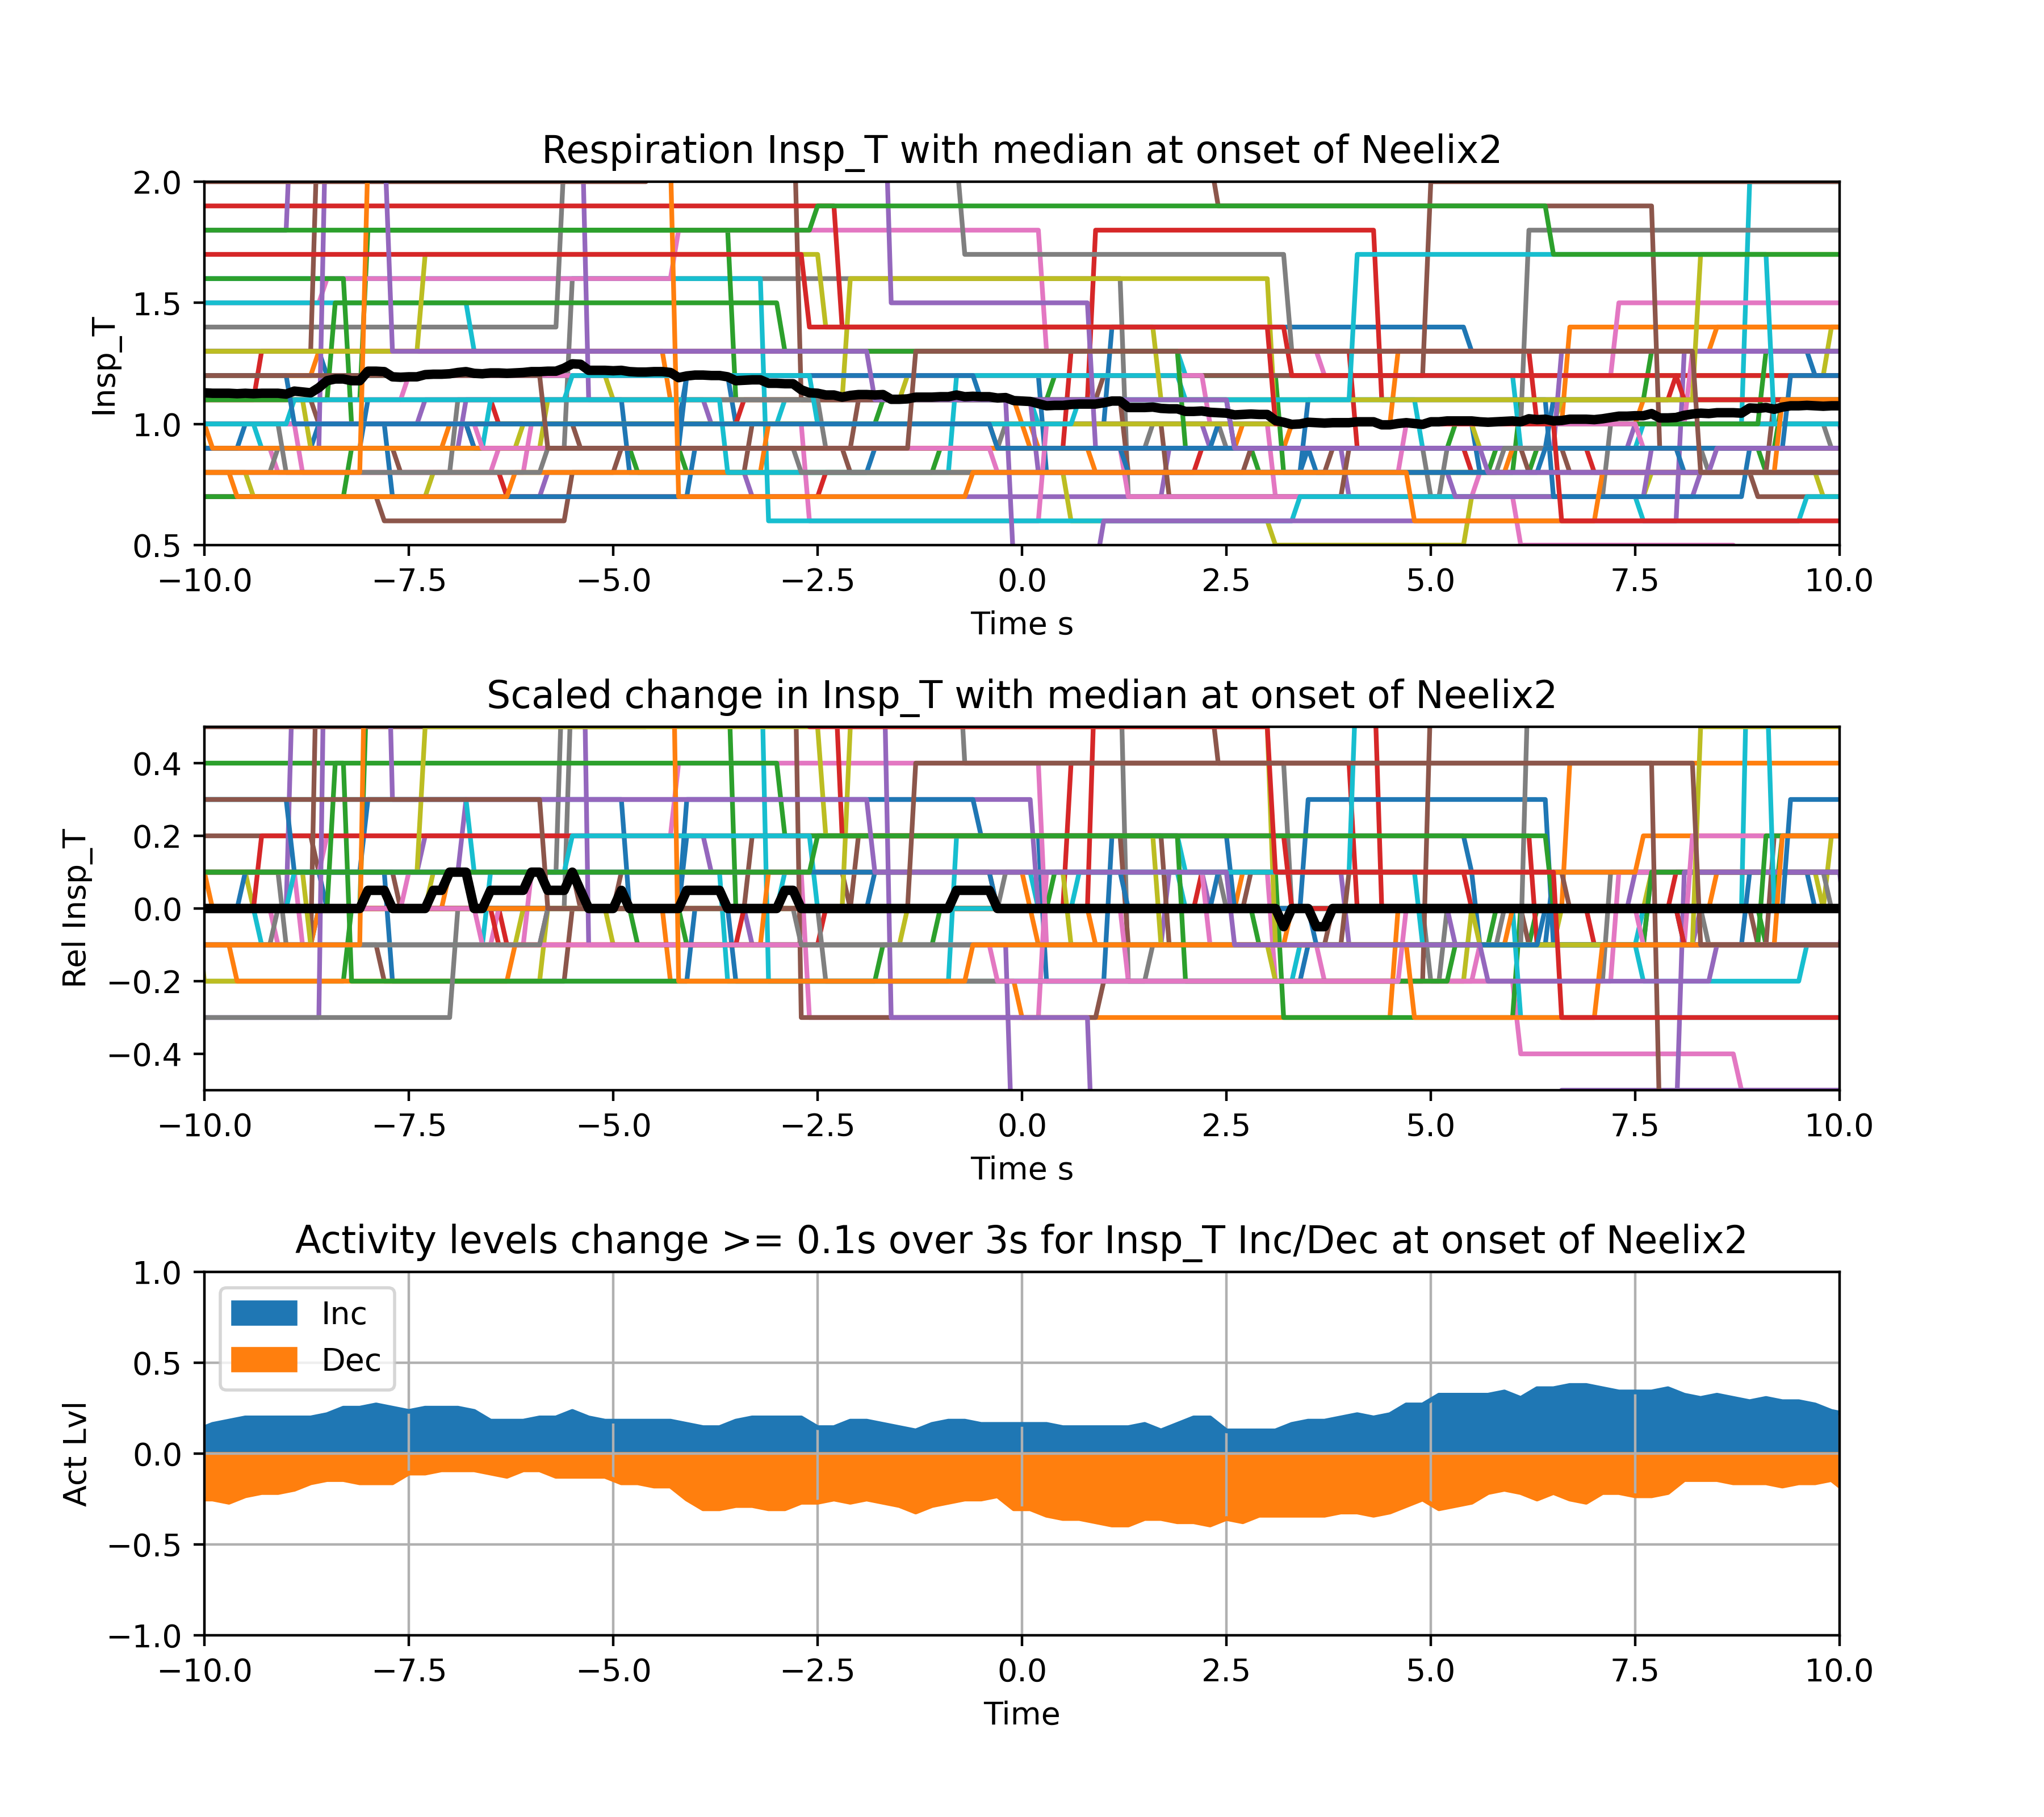 Respiration Insp_T with median at onset of Neelix2
2.0
1.5
1.0
0.5
Insp_T
−10.0 −7.5 −5.0 −2.5 0.0 2.5 5.0 7.5 10.0
Time s
Scaled change in Insp_T with median at onset of Neelix2
0.4
0.2
0.0
−0.2
−0.4
Rel Insp_T
−10.0 −7.5 −5.0 −2.5 0.0 2.5 5.0 7.5 10.0
Time s
Activity levels change >= 0.1s over 3s for Insp_T Inc/Dec at onset of Neelix2
1.0
0.5
0.0
−0.5
−1.0
Act Lvl
Inc
Dec
−10.0 −7.5 −5.0 −2.5 0.0 2.5 5.0 7.5 10.0
Time